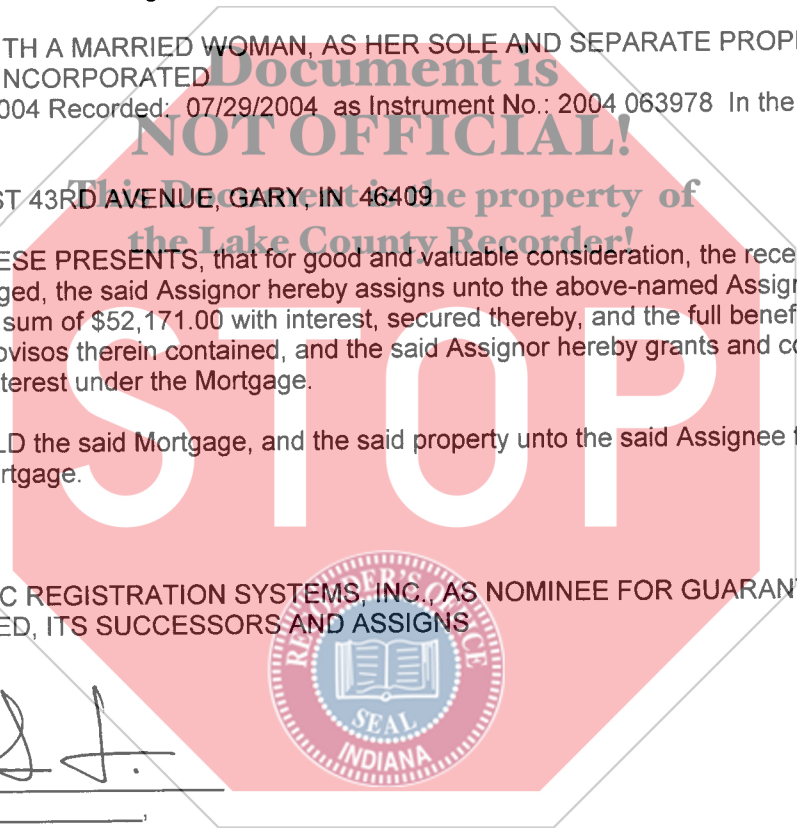 TH A MARRIED WOMAN, AS HER SOLE AND SEPARATE PROP
NCORPORATED
Document is
004 Recorded: 07/29/2004 as Instrument No.: 2004 063978 In the
NOT OFFICIAL!
ST 43RD AVENUE, GARY, IN 46409
This Document is the property of
the Lake County Recorder!
ESE PRESENTS, that for good and valuable consideration, the rece
ged, the said Assignor hereby assigns unto the above-named Assign
sum of $52,171.00 with interest, secured thereby, and the full benef
ovisos therein contained, and the said Assignor hereby grants and co
terest under the Mortgage.
STOP
LD the said Mortgage, and the said property unto the said Assignee f
rtgage.
C REGISTRATION SYSTEMS, INC., AS NOMINEE FOR GUARAN
ED, ITS SUCCESSORS AND ASSIGNS
RECORDER'S OFFICE
SEAL
INDIANA